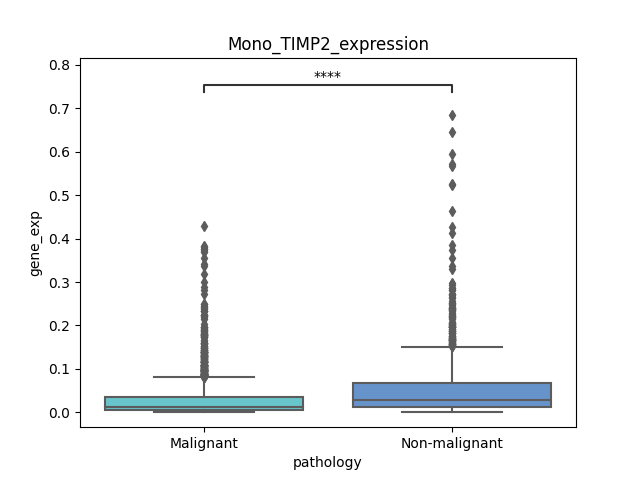 Mono_TIMP2_expression
****
0.8
0.7
0.6
0.5
0.4
0.3
0.2
0.1
0.0
gene_exp
Malignant
Non-malignant
pathology